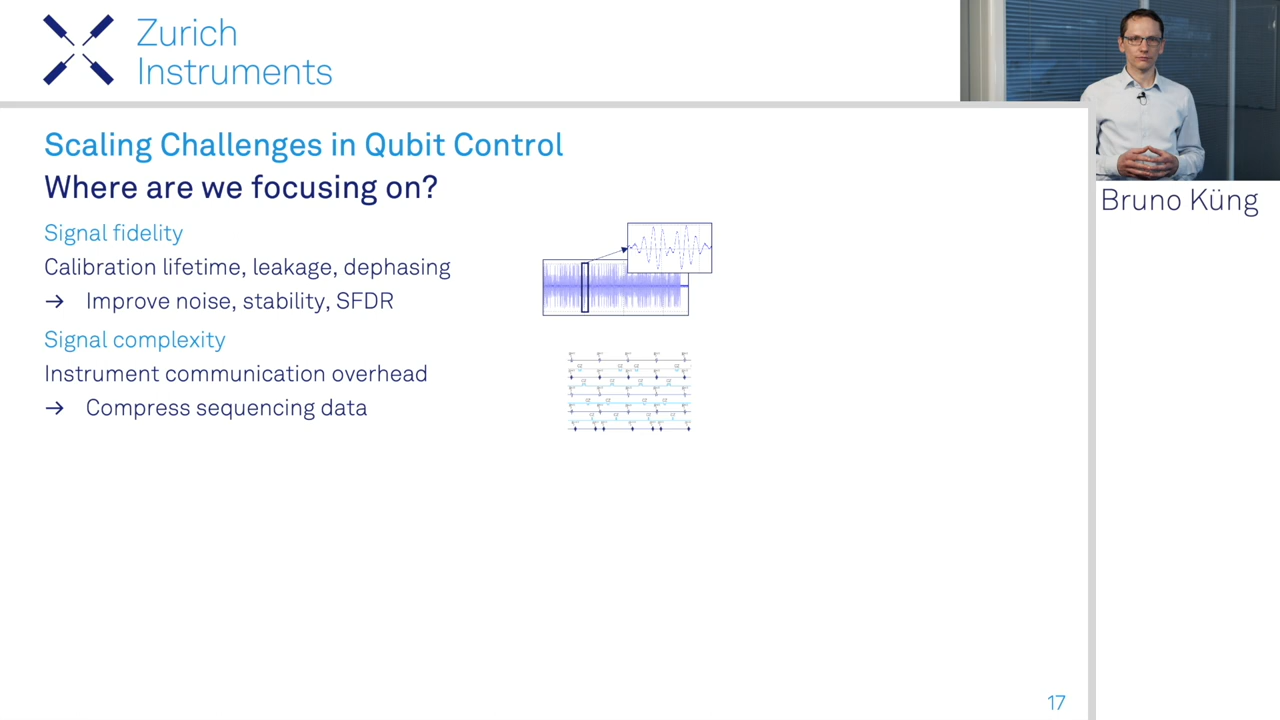 Zurich
Instruments
Scaling Challenges in Qubit Control
Where are we focusing on?
Bruno Küng
Signal fidelity
Calibration lifetime, leakage, dephasing
→ Improve noise, stability, SFDR
Signal complexity
Instrument communication overhead
→ Compress sequencing data
17